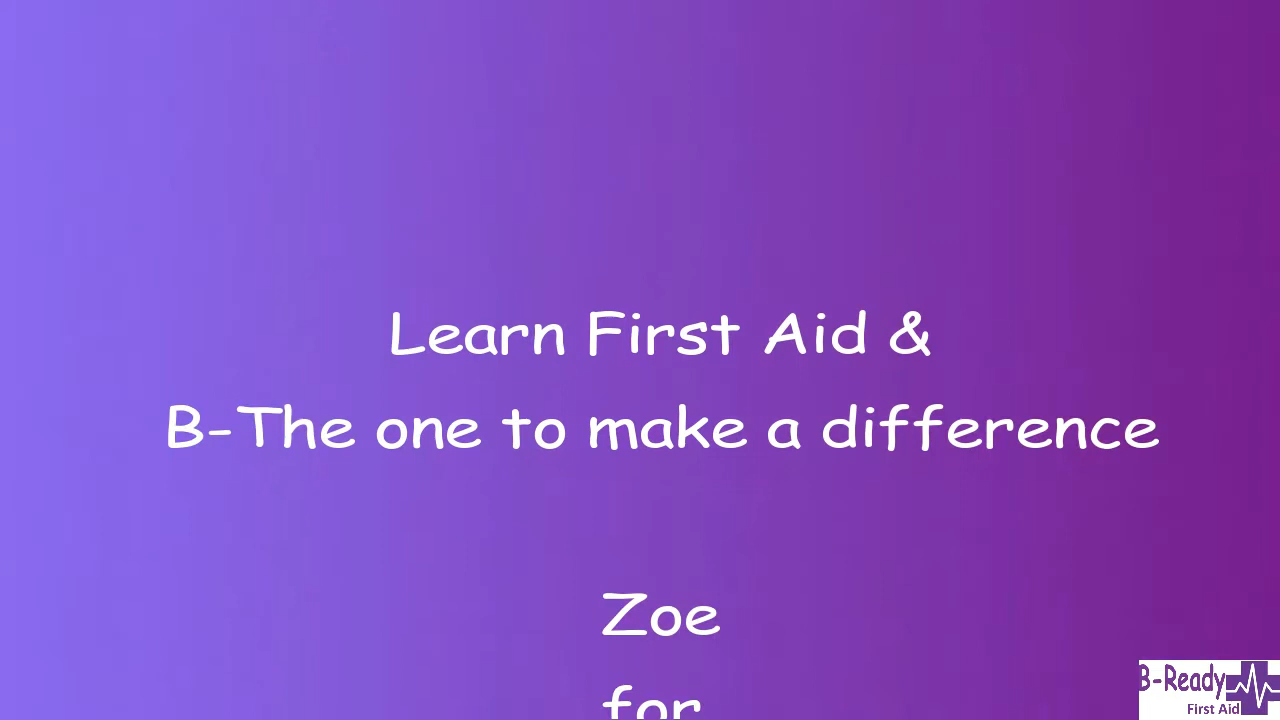 Learn First Aid &
B-The one to make a difference
Zoe
for
B-Ready
First Aid